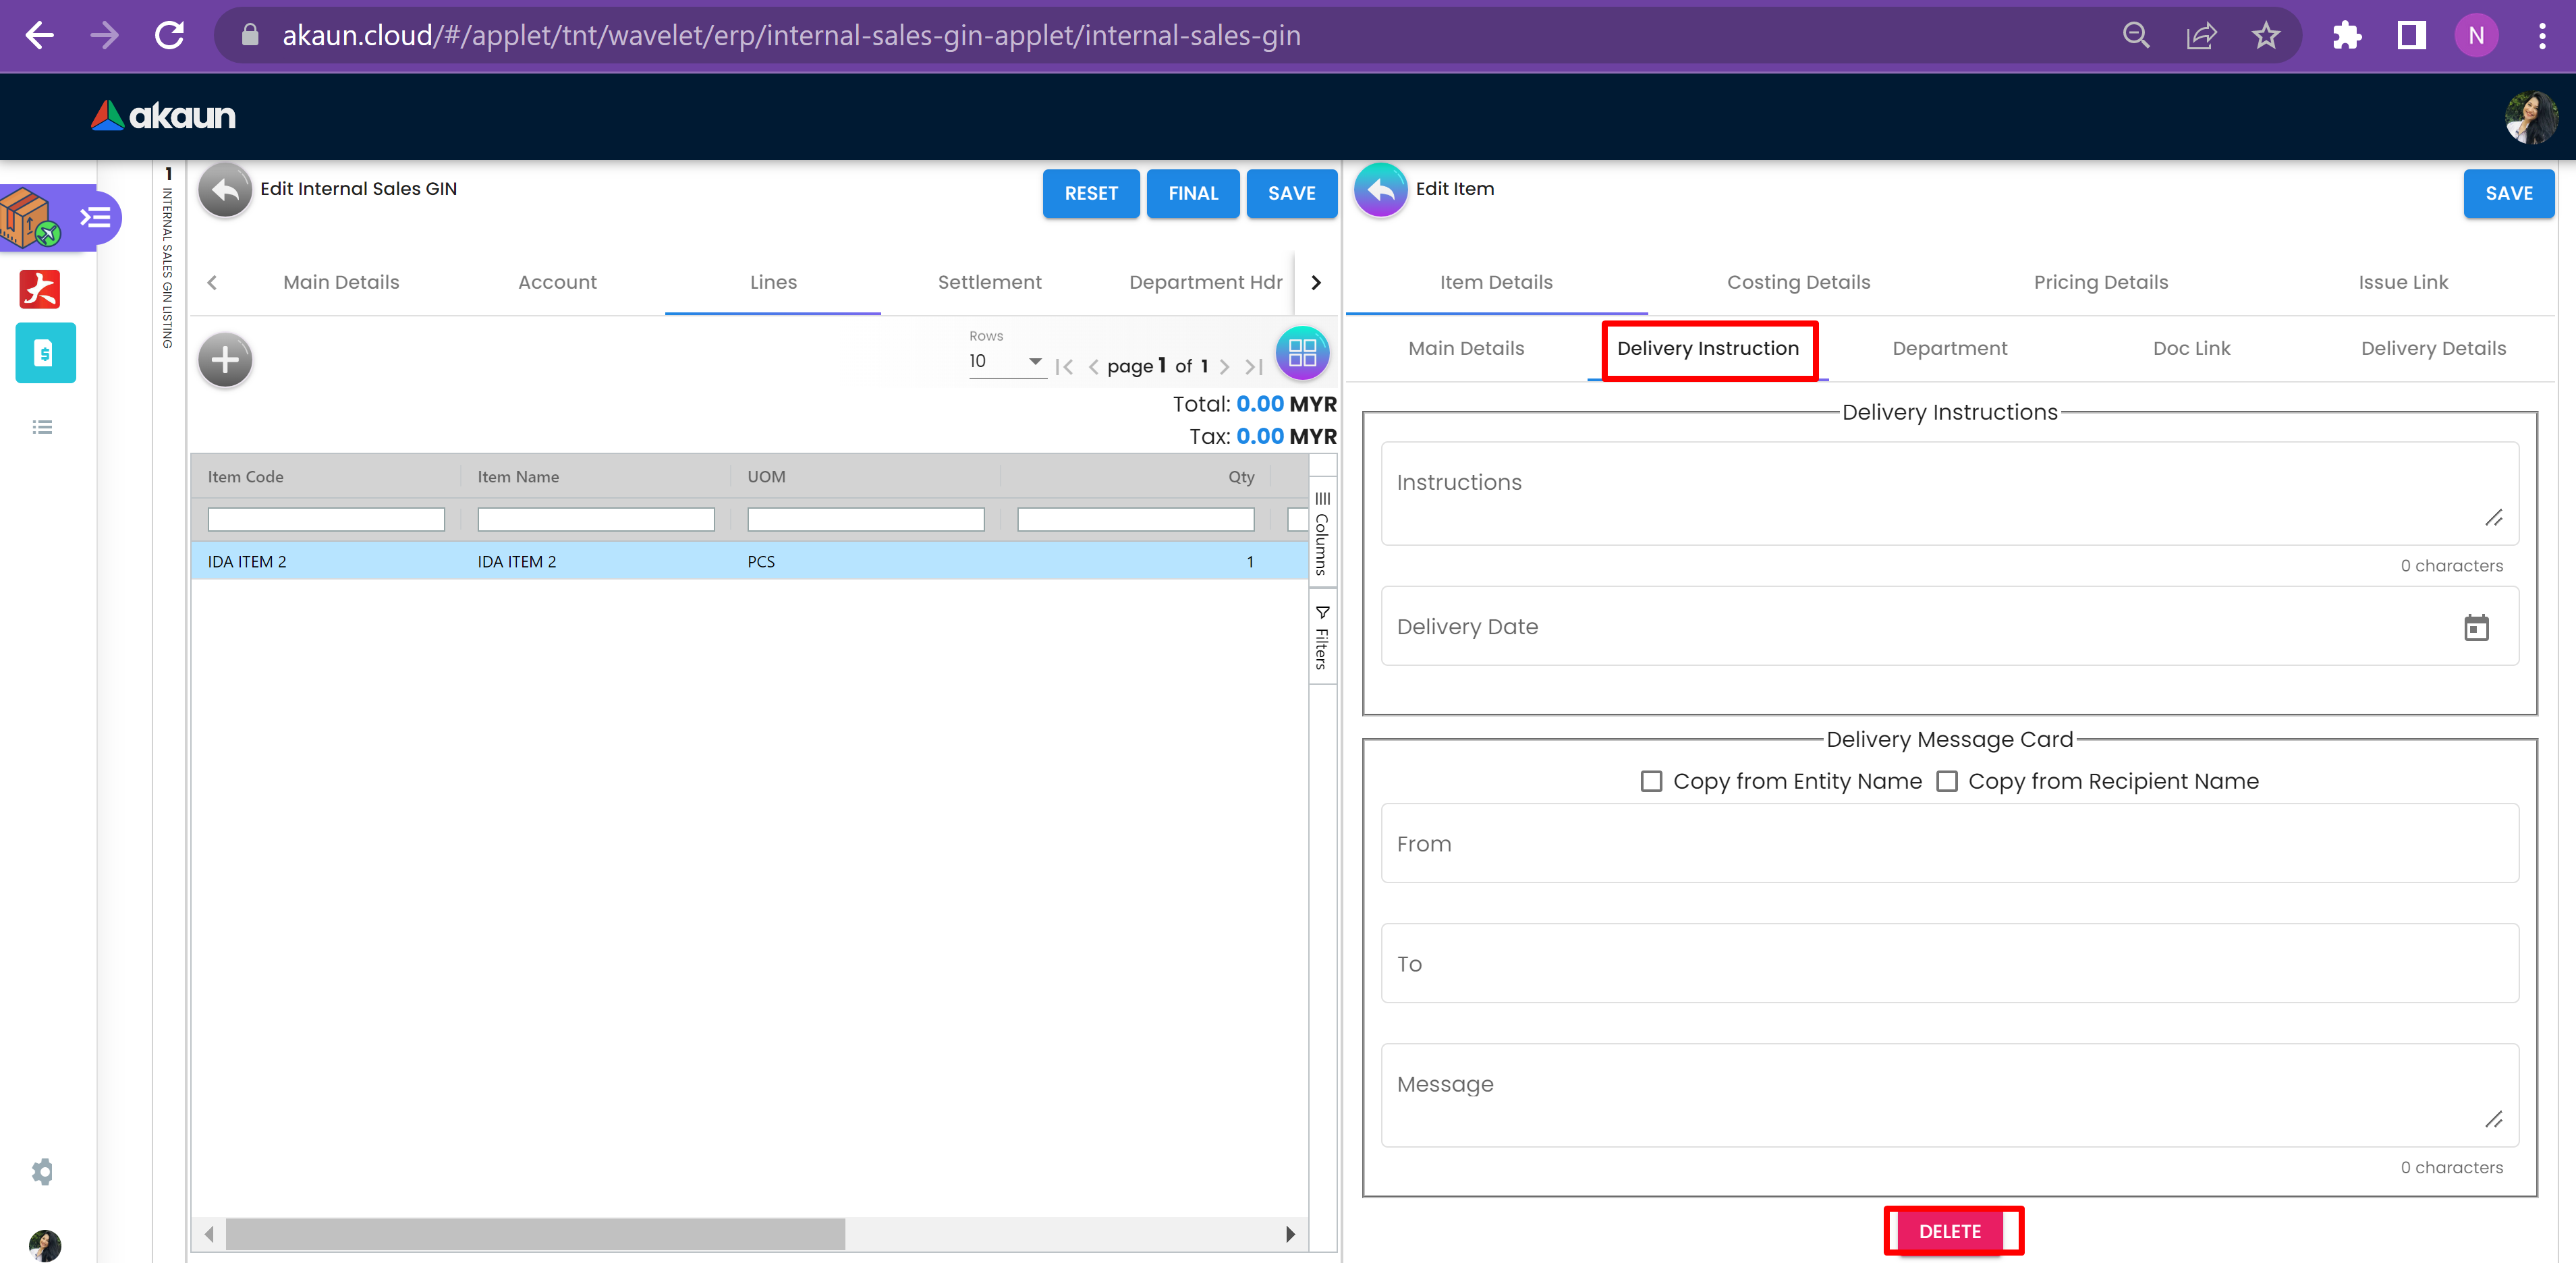 akaun.cloud/#/applet/tnt/wavelet/erp/internal-sales-gin-applet/internal-sales-gin
N
akaun
1 INTERNAL SALES GIN LISTING
Edit Internal Sales GIN
RESET FINAL SAVE
Main Details Account Lines Settlement Department Hdr
Rows
10
page 1 of 1
Total: 0.00 MYR
Tax: 0.00 MYR
Item Code Item Name UOM Qty
IDA ITEM 2 IDA ITEM 2 PCS 1
Columns
Filters
Edit Item
SAVE
Item Details Costing Details Pricing Details Issue Link
Main Details Delivery Instruction Department Doc Link Delivery Details
Delivery Instructions
Instructions
0 characters
Delivery Date
Delivery Message Card
Copy from Entity Name Copy from Recipient Name
From
To
Message
0 characters
DELETE